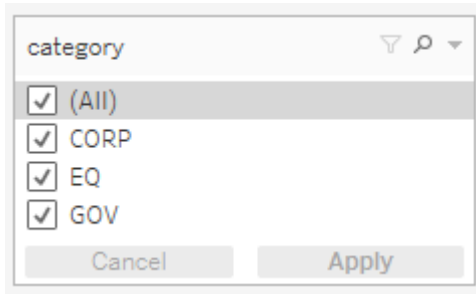 category
(All)
CORP
EQ
GOV
Cancel Apply